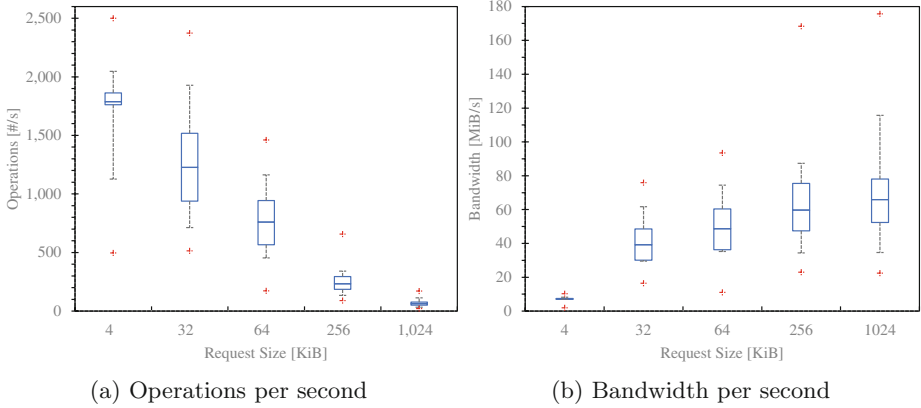 2,500
2,000
1,500
1,000
500
0
Operations [#/s]
4 32 64 256 1,024
Request Size [KiB]
(a) Operations per second
180
160
140
120
100
80
60
40
20
0
Bandwidth [MiB/s]
4 32 64 256 1024
Request Size [KiB]
(b) Bandwidth per second